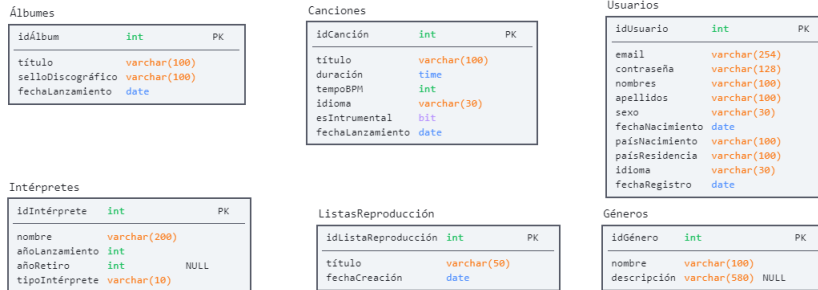 Álbumes
idÁlbum int PK
título varchar(100)
selloDiscográfico varchar(100)
fechaLanzamiento date
Canciones
idCanción int PK
título varchar(100)
duración time
tempoBPM int
idioma varchar(30)
esIntrumental bit
fechaLanzamiento date
Usuarios
idUsuario int PK
email varchar(254)
contraseña varchar(128)
nombres varchar(100)
apellidos varchar(100)
sexo varchar(30)
fechaNacimiento date
paísNacimiento varchar(100)
paísResidencia varchar(100)
idioma varchar(30)
fechaRegistro date
Intérpretes
idIntérprete int PK
nombre varchar(200)
añoLanzamiento int
añoRetiro int NULL
tipoIntérprete varchar(10)
ListasReproducción
idListaReproducción int PK
título varchar(50)
fechaCreación date
Géneros
idGénero int PK
nombre varchar(100)
descripción varchar(580) NULL